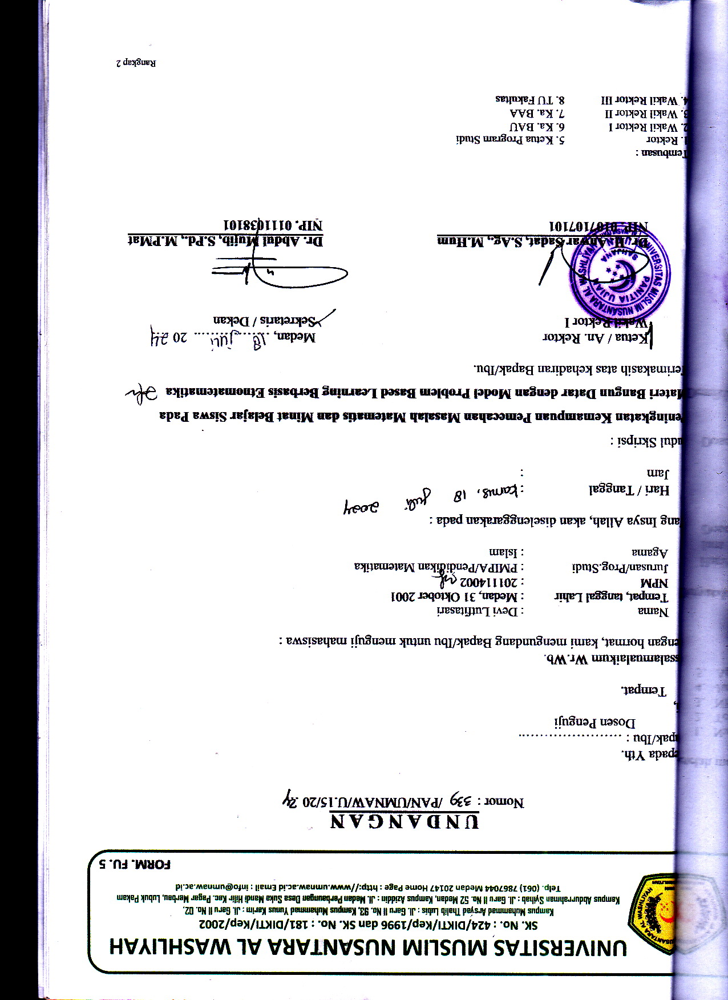 UNIVERSITAS MUSLIM NUSANTARA AL WASHLIYAH
SK. No. : 424/DIKTI/Kep/1996 dan SK. No. : 181/DIKTI/Kep/2002
Kampus Muhammad Arsyad Thalib Lubis : Jl. Garu II No. 93, Kampus Muhammad Yunus Karim : Jl. Garu II No. 02,
Kampus Abdurrahman Syihab : Jl. Garu II No. 52 Medan, Kampus Aziddin : Jl. Medan Perbaungan Desa Suka Mandi Hilir Kec. Pagar Merbau, Lubuk Pakam
Telp. (061) 7867044 Medan 20147 Home Page : http://www.umnaw.ac.id Email : info@umnaw.ac.id
FORM. FU. 5
UNDANGAN
Nomor : 339 /PAN/UMNAW/U.15/20 24
epada Yth.
apak/Ibu : ........................
Dosen Penguji
i,
Tempat.
ssalamualaikum Wr.Wb.
engan hormat, kami mengundang Bapak/Ibu untuk menguji mahasiswa :
Nama : Devi Lutfitasari
Tempat, tanggal Lahir : Medan, 31 Oktober 2001
NPM : 201114002
Jurusan/Prog.Studi : PMIPA/Pendidikan Matematika
Agama : Islam
ang Insya Allah, akan diselenggarakan pada :
Hari / Tanggal : Kamis, 18 Juli 2024
Jam :
udul Skripsi :
Peningkatan Kemampuan Pemecahan Masalah Matematis dan Minat Belajar Siswa Pada
Materi Bangun Datar dengan Model Problem Based Learning Berbasis Etnomatematika
Terimakasih atas kehadiran Bapak/Ibu.
Medan, 18 Juli 20 24
Ketua / An. Rektor Sekretaris / Dekan
Wakil Rektor I
UNIVERSITAS MUSLIM NUSANTARA AL WASHLIYAH
PANITIA UJIAN
SARJANA
Dr. H. Anwar Sadat, S.Ag., M.Hum Dr. Abdul Mujib, S.Pd., M.PMat
NIP. 0107107101 NIP. 0111038101
Tembusan :
1. Rektor 5. Ketua Program Studi
2. Wakil Rektor I 6. Ka. BAU
3. Wakil Rektor II 7. Ka. BAA
4. Wakil Rektor III 8. TU Fakultas
Rangkap 2